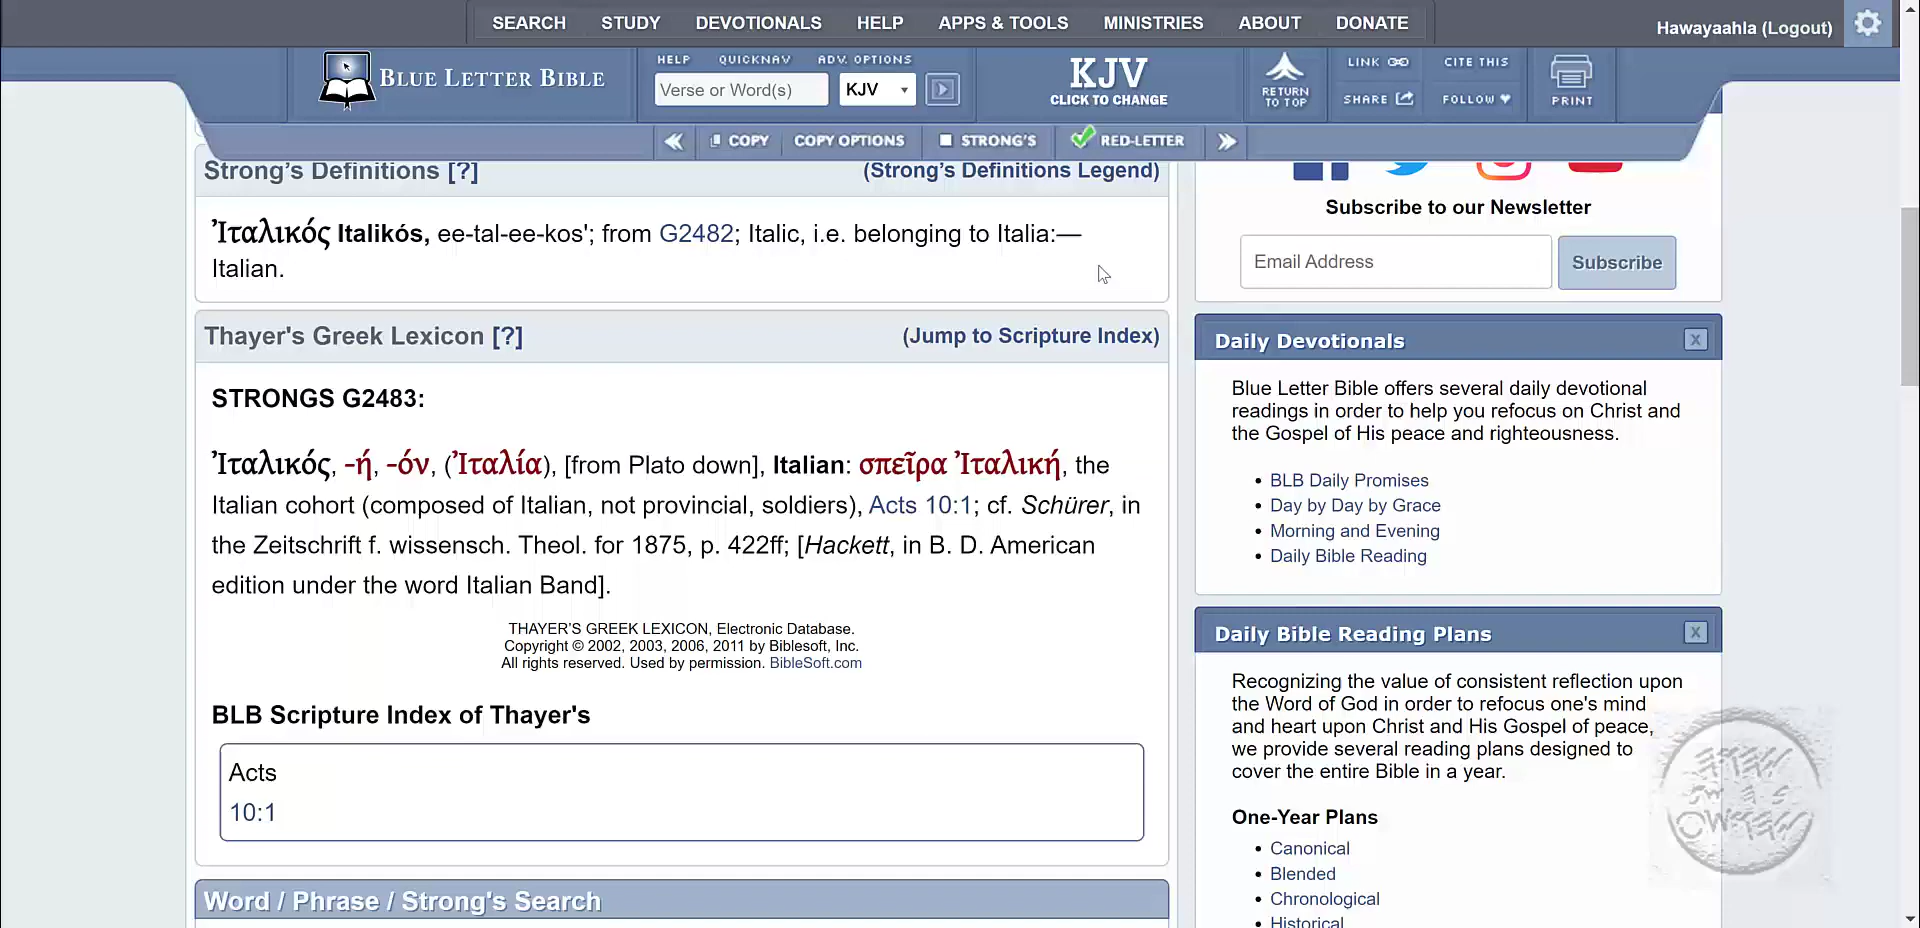 SEARCH STUDY DEVOTIONALS HELP APPS & TOOLS MINISTRIES ABOUT DONATE
Hawayaahla (Logout)
BLUE LETTER BIBLE
HELP QUICKNAV ADV. OPTIONS
Verse or Word(s) KJV
KJV
CLICK TO CHANGE
RETURN
TO TOP
LINK CITE THIS
SHARE FOLLOW
PRINT
COPY COPY OPTIONS STRONG'S RED-LETTER
Strong's Definitions [?] (Strong's Definitions Legend)
Ἰταλικός Italikós, ee-tal-ee-kos'; from G2482; Italic, i.e. belonging to Italia:—
Italian.
Thayer's Greek Lexicon [?] (Jump to Scripture Index)
STRONGS G2483:
Ἰταλικός, -ή, -όν, (Ἰταλία), [from Plato down], Italian: σπεῖρα Ἰταλική, the
Italian cohort (composed of Italian, not provincial, soldiers), Acts 10:1; cf. Schürer, in
the Zeitschrift f. wissensch. Theol. for 1875, p. 422ff; [Hackett, in B. D. American
edition under the word Italian Band].
THAYER'S GREEK LEXICON, Electronic Database.
Copyright © 2002, 2003, 2006, 2011 by Biblesoft, Inc.
All rights reserved. Used by permission. BibleSoft.com
BLB Scripture Index of Thayer's
Acts
10:1
Word / Phrase / Strong's Search
Subscribe to our Newsletter
Email Address Subscribe
Daily Devotionals X
Blue Letter Bible offers several daily devotional
readings in order to help you refocus on Christ and
the Gospel of His peace and righteousness.
• BLB Daily Promises
• Day by Day by Grace
• Morning and Evening
• Daily Bible Reading
Daily Bible Reading Plans X
Recognizing the value of consistent reflection upon
the Word of God in order to refocus one's mind
and heart upon Christ and His Gospel of peace,
we provide several reading plans designed to
cover the entire Bible in a year.
One-Year Plans
• Canonical
• Blended
• Chronological
• Historical